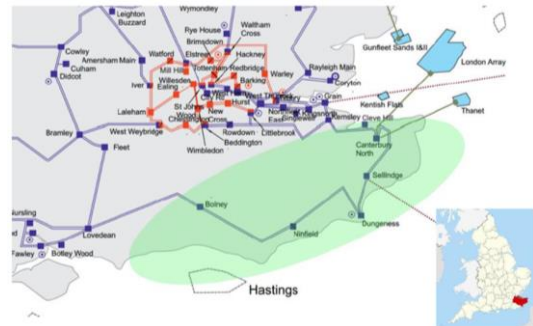 Leighton
Buzzard
Wymondley
Rye House
Waltham
Cross
Brimsdown
Cowley
Culham
Didcot
Amersham Main
Watford
Elstree
Hackney
Mill Hill
Tottenham
Redbridge
Willesden
Ealing
Barking
Warley
Rayleigh Main
Coryton
Gunfleet Sands I&II
London
Array
Iver
Laleham
St John
Wood
New
Cross
Hurst
West Thurrock
Grain
Kentish Flats
Thanet
Bramley
West Weybridge
Chessington
Wimbledon
Beddington
Rowdown
Littlebrook
Singlewell
Kemsley
Cleve Hill
Canterbury
North
Fleet
Sellindge
Bolney
Ninfield
Dungeness
Nursling
Lovedean
Fawley
Botley Wood
Hastings